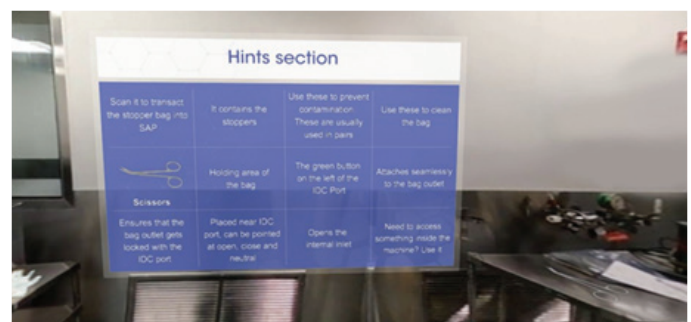 Hints section
Scan it to transact
the stopper bag into
SAP
It contains the
stoppers
Use these to prevent
contamination
These are usually
used in pairs
Use these to clean
the bag
Scissors
Holding area of
the bag
The green button
on the left of the
IOC Port
Attaches seamlessly
to the bag outlet
Ensures that the
bag outlet gets
locked with the
IOC port
Placed near IOC
port, can be pointed
at open, close and
neutral
Opens the
internal inlet
Need to access
something inside the
machine? Use it